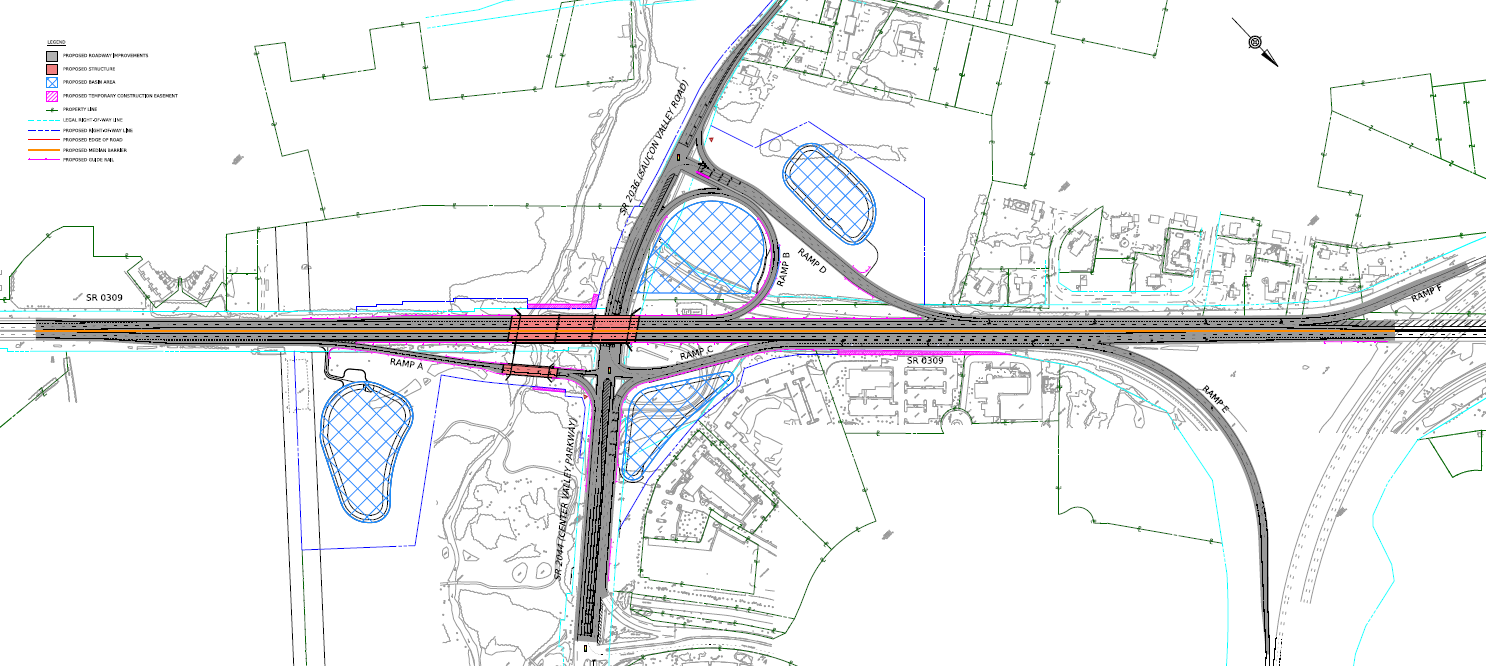 LEGEND
PROPOSED ROADWAY IMPROVEMENTS
PROPOSED STRUCTURE
PROPOSED BASIN AREA
PROPOSED TEMPORARY CONSTRUCTION EASEMENT
PROPERTY LINE
LEGAL RIGHT-OF-WAY LINE
PROPOSED RIGHT-OF-WAY LINE
PROPOSED EDGE OF ROAD
PROPOSED MEDIAN BARRIER
PROPOSED GUIDE RAIL
SR 2036 (SAUCON VALLEY ROAD)
RAMP B
RAMP D
SR 0309
RAMP F
RAMP A
RAMP C
SR 0309
RAMP E
SR 2044 (CENTER VALLEY PARKWAY)